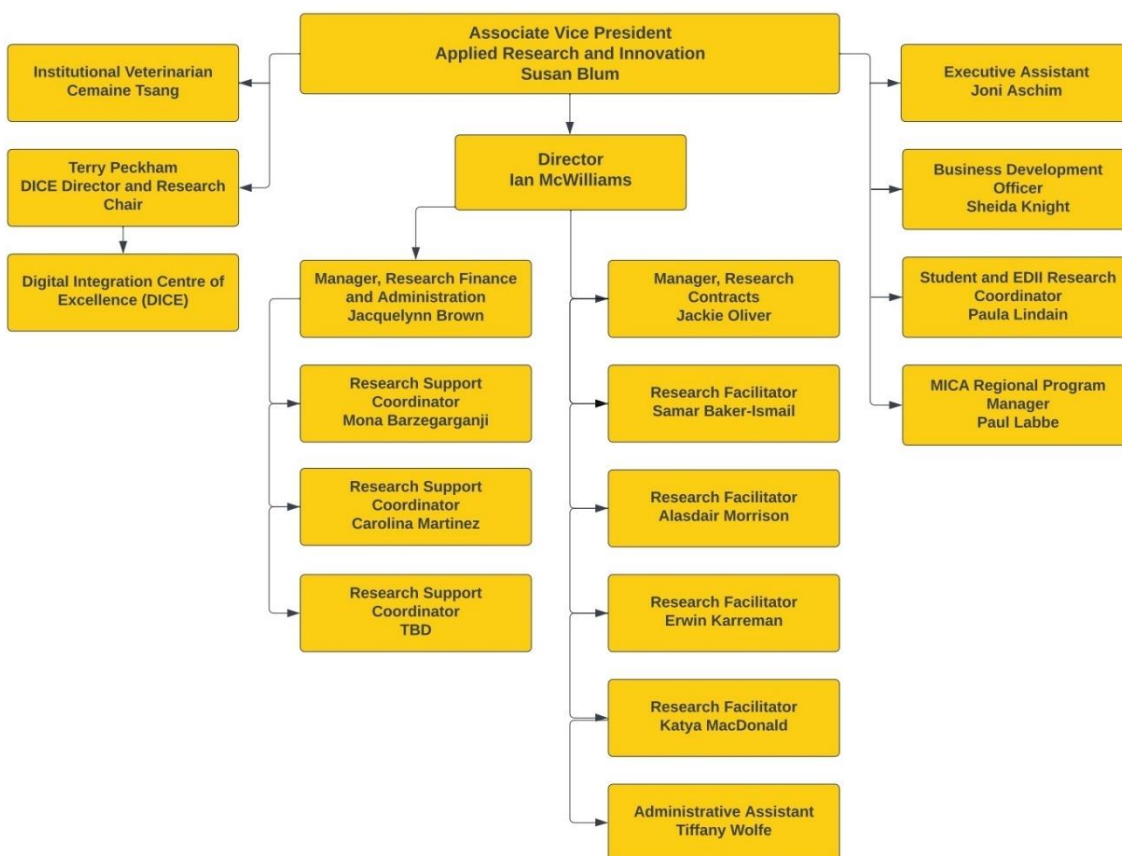 Associate Vice President
Applied Research and Innovation
Susan Blum
Institutional Veterinarian
Cemaine Tsang
Executive Assistant
Joni Aschim
Terry Peckham
DICE Director and Research
Chair
Director
Ian McWilliams
Business Development
Officer
Sheida Knight
Digital Integration Centre of
Excellence (DICE)
Manager, Research Finance
and Administration
Jacquelynn Brown
Manager, Research
Contracts
Jackie Oliver
Student and EDII Research
Coordinator
Paula Lindain
Research Support
Coordinator
Mona Barzegarganji
Research Facilitator
Samar Baker-Ismail
MICA Regional Program
Manager
Paul Labbe
Research Support
Coordinator
Carolina Martinez
Research Facilitator
Alasdair Morrison
Research Support
Coordinator
TBD
Research Facilitator
Erwin Karreman
Research Facilitator
Katya MacDonald
Administrative Assistant
Tiffany Wolfe